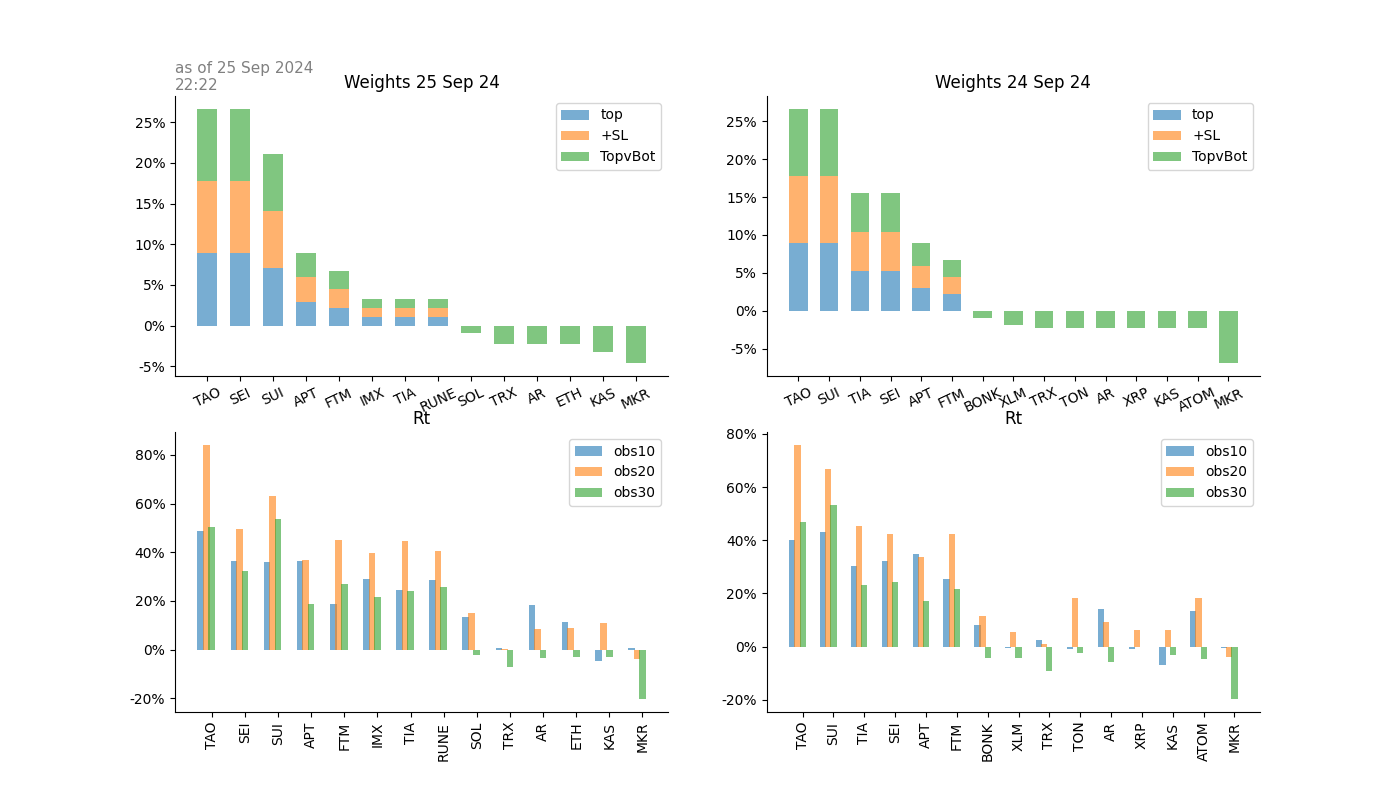 as of 25 Sep 2024
22:22
Weights 25 Sep 24
25%
20%
15%
10%
5%
0%
-5%
top
+SL
TopvBot
TAO SEI SUI APT FTM IMX TIA RUNE SOL TRX AR ETH KAS MKR
Weights 24 Sep 24
25%
20%
15%
10%
5%
0%
-5%
top
+SL
TopvBot
TAO SUI TIA SEI APT FTM BONK XLM TRX TON AR XRP KAS ATOM MKR
Rt
80%
60%
40%
20%
0%
-20%
obs10
obs20
obs30
TAO SEI SUI APT FTM IMX TIA RUNE SOL TRX AR ETH KAS MKR
Rt
80%
60%
40%
20%
0%
-20%
obs10
obs20
obs30
TAO SUI TIA SEI APT FTM BONK XLM TRX TON AR XRP KAS ATOM MKR